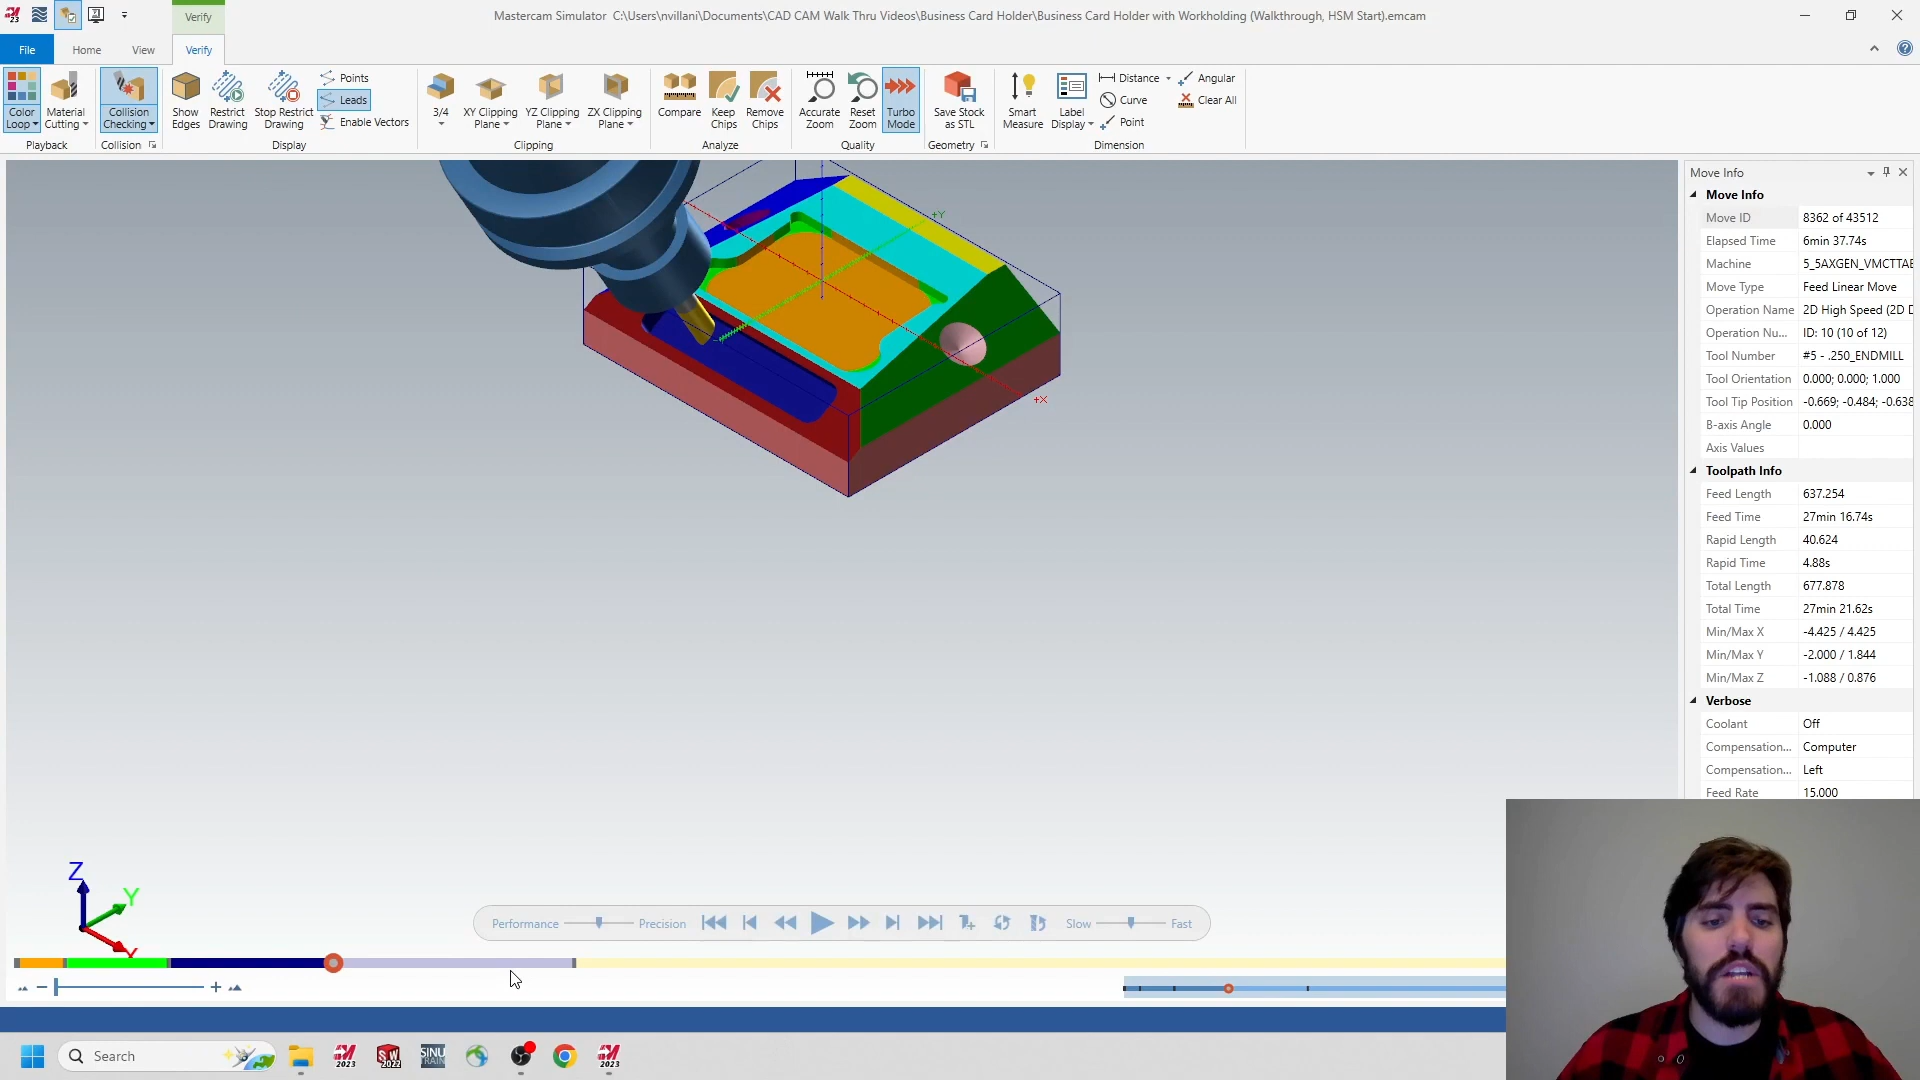 Verify
Mastercam Simulator C:\Users\nvillani\Documents\CAD CAM Walk Thru Videos\Business Card Holder\Business Card Holder with Workholding (Walkthrough, HSM Start).emcam
File Home View Verify
Color Loop
Material Cutting
Playback
Collision Checking
Collision
Show Edges
Restrict Drawing
Stop Restrict Drawing
Points
Leads
Enable Vectors
Display
3/4
XY Clipping Plane
YZ Clipping Plane
ZX Clipping Plane
Clipping
Compare
Keep Chips
Remove Chips
Analyze
Accurate Zoom
Reset Zoom
Turbo Mode
Quality
Save Stock as STL
Geometry
Smart Measure
Label Display
Distance
Curve
Point
Angular
Clear All
Dimension
Move Info
Move Info
Move ID 8362 of 43512
Elapsed Time 6min 37.74s
Machine 5_5AXGEN_VMCTTAE
Move Type Feed Linear Move
Operation Name 2D High Speed (2D D
Operation Nu... ID: 10 (10 of 12)
Tool Number #5 - .250_ENDMILL
Tool Orientation 0.000; 0.000; 1.000
Tool Tip Position -0.669; -0.484; -0.638
B-axis Angle 0.000
Axis Values
Toolpath Info
Feed Length 637.254
Feed Time 27min 16.74s
Rapid Length 40.624
Rapid Time 4.88s
Total Length 677.878
Total Time 27min 21.62s
Min/Max X -4.425 / 4.425
Min/Max Y -2.000 / 1.844
Min/Max Z -1.088 / 0.876
Verbose
Coolant Off
Compensation... Computer
Compensation... Left
Feed Rate 15.000
+Y
+X
Z
Y
Performance Precision Slow Fast
Search
2023
SW 2022
SINU TRAIN
2023